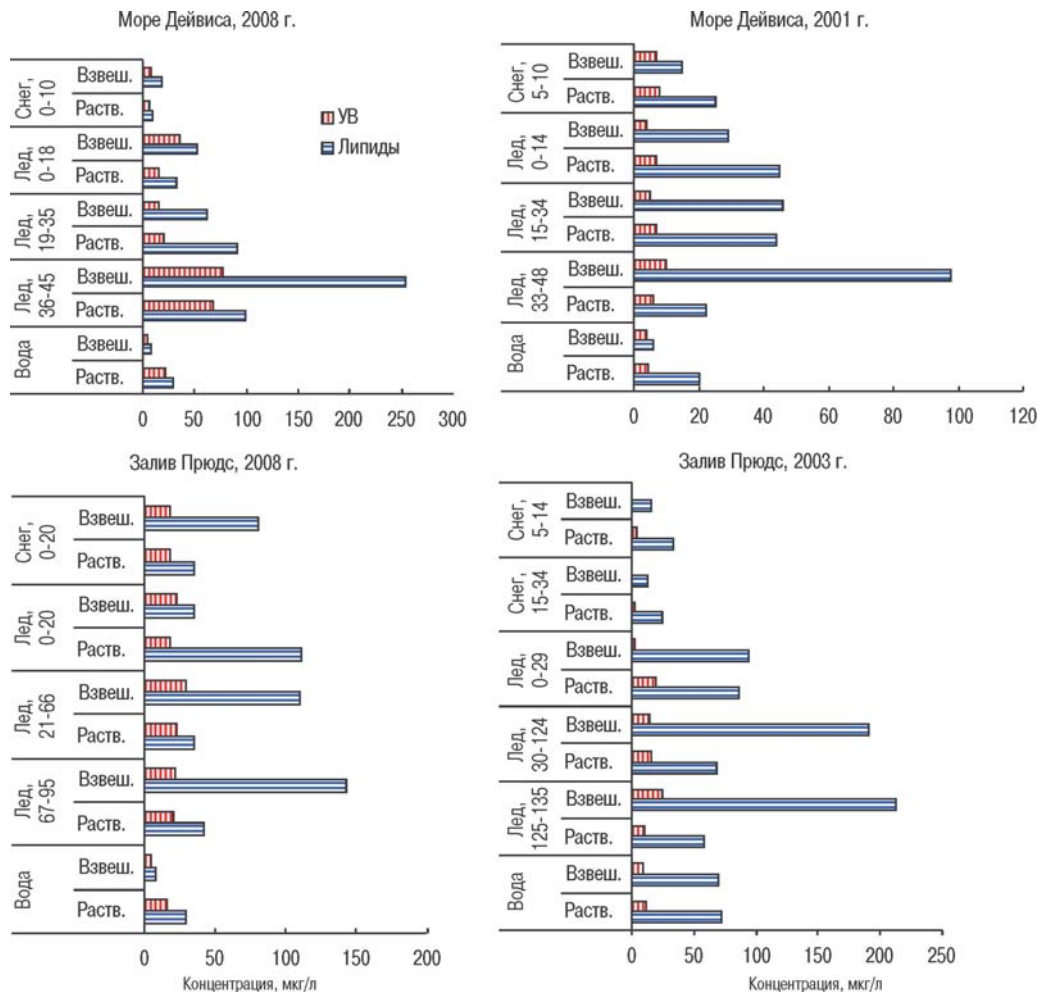 Море Дейвиса, 2008 г.
Снег, 0-10
Взвеш.
Раств.
Лед, 0-18
Взвеш.
Раств.
Лед, 19-35
Взвеш.
Раств.
Лед, 36-45
Взвеш.
Раств.
Вода
Взвеш.
Раств.
УВ
Липиды
0 50 100 150 200 250 300
Море Дейвиса, 2001 г.
Снег, 5-10
Взвеш.
Раств.
Лед, 0-14
Взвеш.
Раств.
Лед, 15-34
Взвеш.
Раств.
Лед, 33-48
Взвеш.
Раств.
Вода
Взвеш.
Раств.
0 20 40 60 80 100 120
Залив Прюдс, 2008 г.
Снег, 0-20
Взвеш.
Раств.
Лед, 0-20
Взвеш.
Раств.
Лед, 21-66
Взвеш.
Раств.
Лед, 67-95
Взвеш.
Раств.
Вода
Взвеш.
Раств.
0 50 100 150 200
Концентрация, мкг/л
Залив Прюдс, 2003 г.
Снег, 5-14
Взвеш.
Раств.
Снег, 15-34
Взвеш.
Раств.
Лед, 0-29
Взвеш.
Раств.
Лед, 30-124
Взвеш.
Раств.
Лед, 125-135
Взвеш.
Раств.
Вода
Взвеш.
Раств.
0 50 100 150 200 250
Концентрация, мкг/л